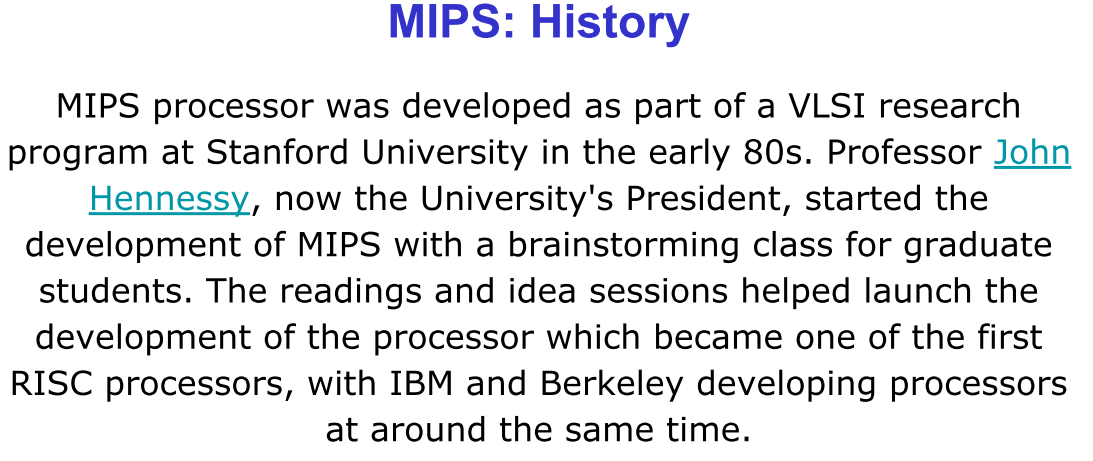 MIPS: History
MIPS processor was developed as part of a VLSI research
program at Stanford University in the early 80s. Professor John
Hennessy, now the University's President, started the
development of MIPS with a brainstorming class for graduate
students. The readings and idea sessions helped launch the
development of the processor which became one of the first
RISC processors, with IBM and Berkeley developing processors
at around the same time.